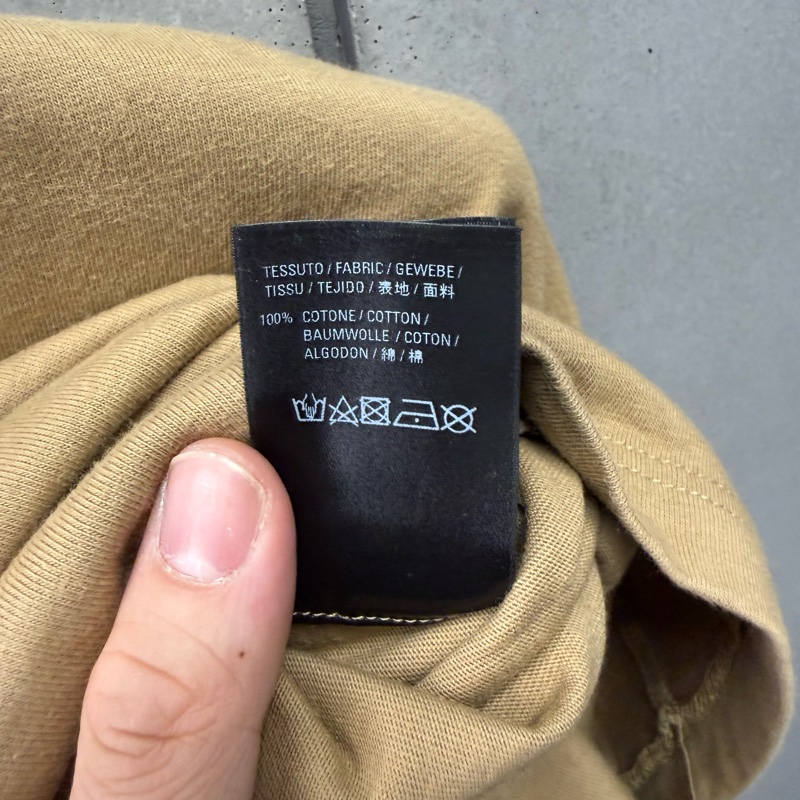 TESSUTO / FABRIC / GEWEBE /
TISSU / TEJIDO / 表地 / 面料
100% COTONE / COTTON /
BAUMWOLLE / COTON /
ALGODON / 綿 / 棉